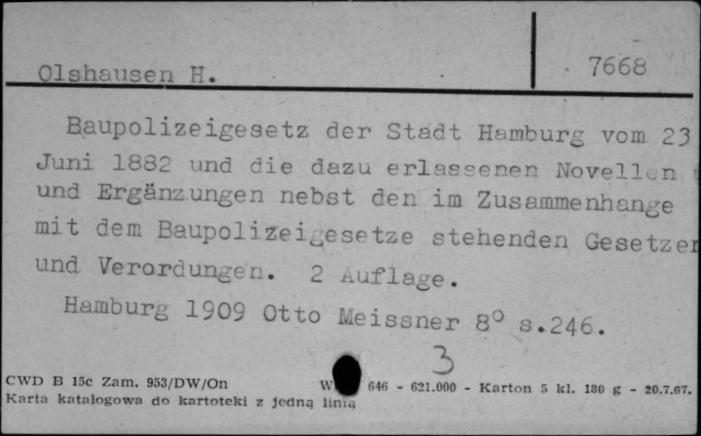 Olshausen H.
7668
Baupolizeigesetz der Stadt Hamburg vom 23
Juni 1882 und die dazu erlassenen Novellen
und Ergänzungen nebst den im Zusammenhange
mit dem Baupolizeigesetze stehenden Gesetzen
und Verordungen. 2 Auflage.
Hamburg 1909 Otto Meissner 8° s.246.
3
CWD B 15c Zam. 953/DW/On W 646 - 621.000 - Karton 5 kl. 180 g - 20.7.67.
Karta katalogowa do kartoteki z jedną linią